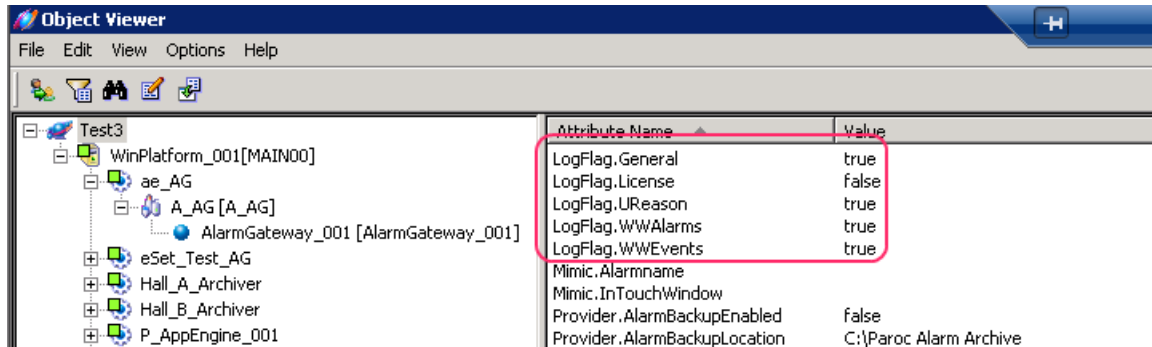 Object Viewer
File Edit View Options Help
Test3
WinPlatform_001[MAIN00]
ae_AG
A_AG [A_AG]
AlarmGateway_001 [AlarmGateway_001]
eSet_Test_AG
Hall_A_Archiver
Hall_B_Archiver
P_AppEngine_001
Attribute Name Value
LogFlag.General true
LogFlag.License false
LogFlag.UReason true
LogFlag.WWAlarms true
LogFlag.WWEvents true
Mimic.Alarmname
Mimic.InTouchWindow
Provider.AlarmBackupEnabled false
Provider.AlarmBackupLocation C:\Paroc Alarm Archive